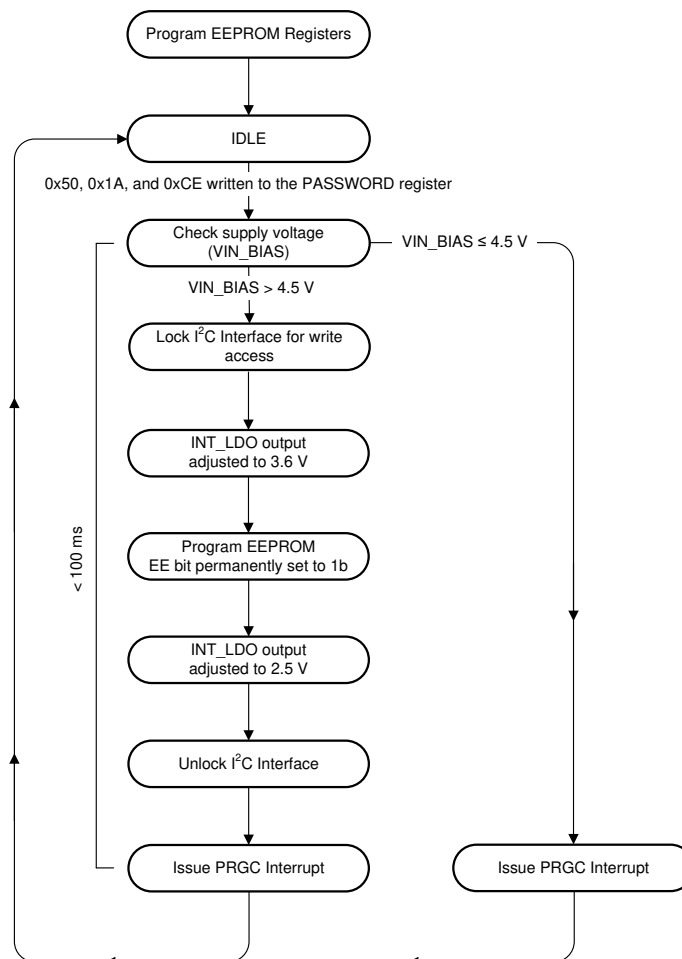 Program EEPROM Registers
IDLE
0x50, 0x1A, and 0xCE written to the PASSWORD register
Check supply voltage
(VIN_BIAS)
VIN_BIAS ≤ 4.5 V
VIN_BIAS > 4.5 V
Lock I²C Interface for write
access
INT_LDO output
adjusted to 3.6 V
< 100 ms
Program EEPROM
EE bit permanently set to 1b
INT_LDO output
adjusted to 2.5 V
Unlock I²C Interface
Issue PRGC Interrupt
Issue PRGC Interrupt